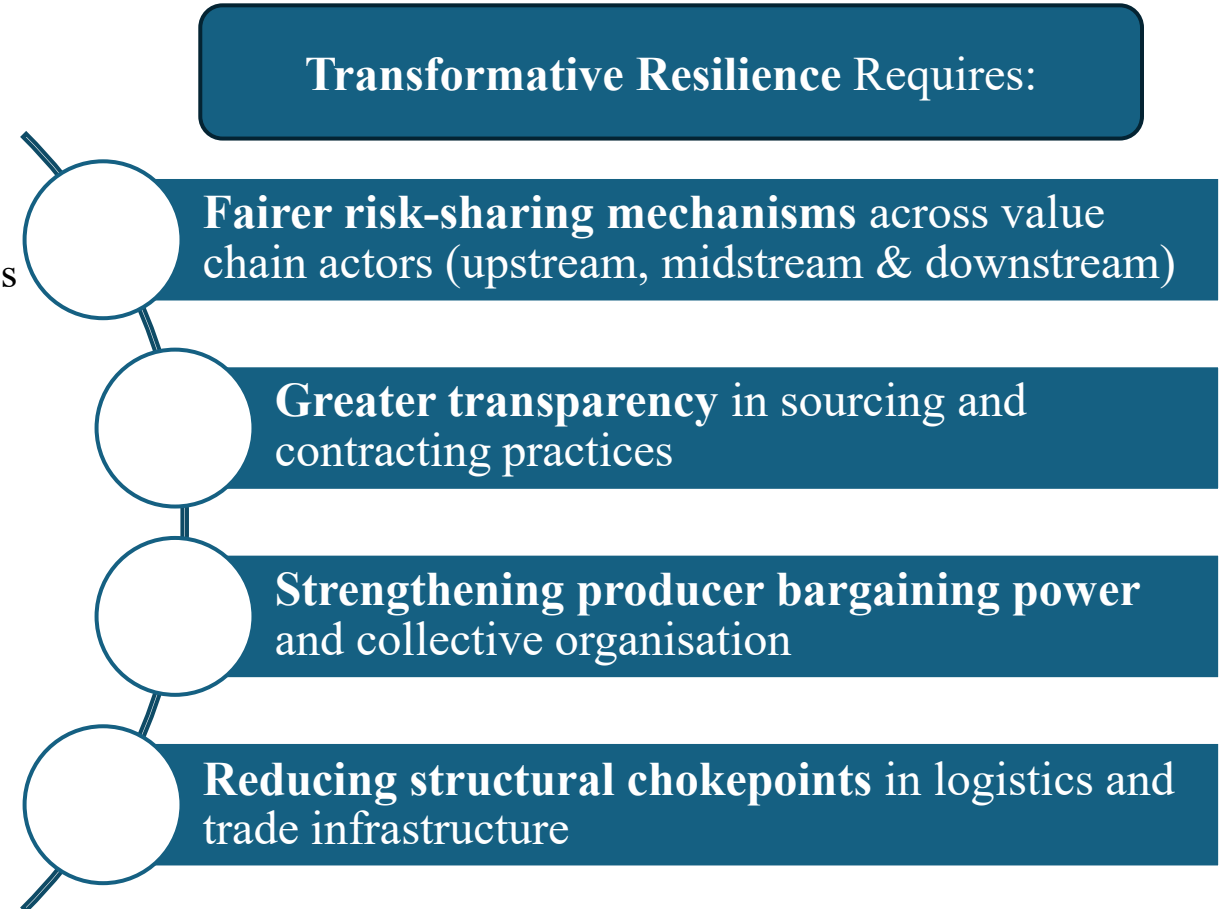 Transformative Resilience Requires:
Fairer risk-sharing mechanisms across value
chain actors (upstream, midstream & downstream)
s
Greater transparency in sourcing and
contracting practices
Strengthening producer bargaining power
and collective organisation
Reducing structural chokepoints in logistics and
trade infrastructure